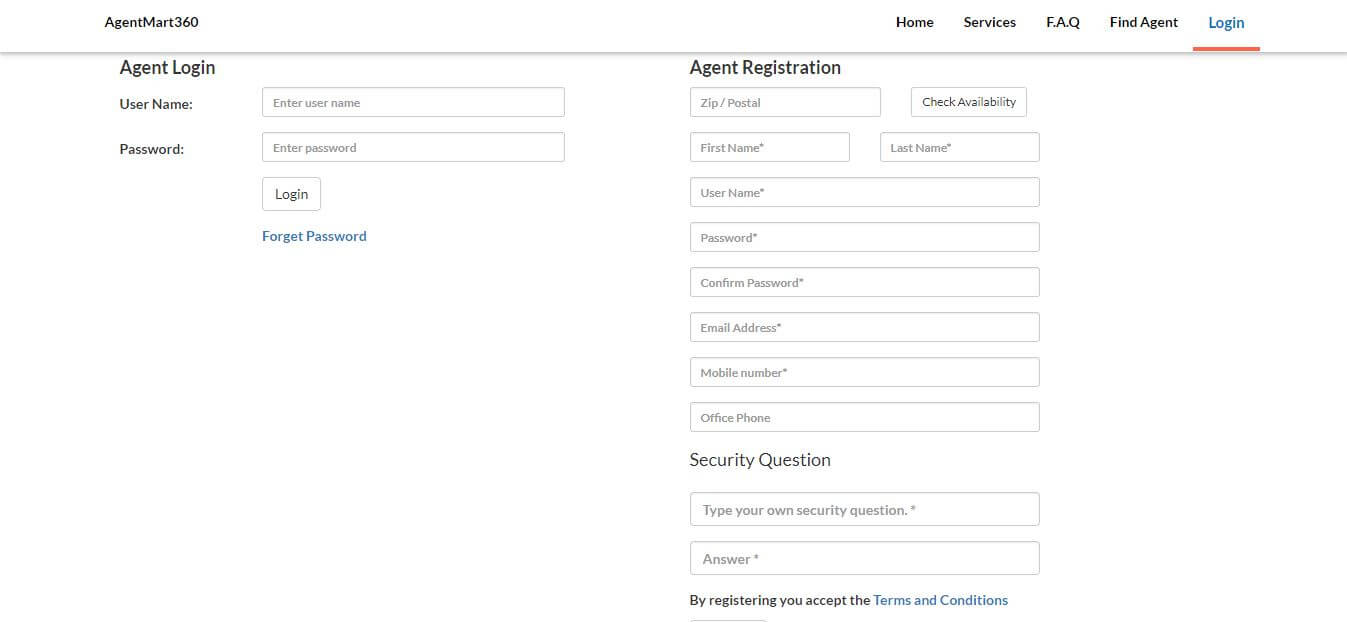 AgentMart360
Home Services F.A.Q Find Agent Login
Agent Login
User Name: Enter user name
Password: Enter password
Login
Forget Password
Agent Registration
Zip / Postal Check Availability
First Name* Last Name*
User Name*
Password*
Confirm Password*
Email Address*
Mobile number*
Office Phone
Security Question
Type your own security question. *
Answer *
By registering you accept the Terms and Conditions